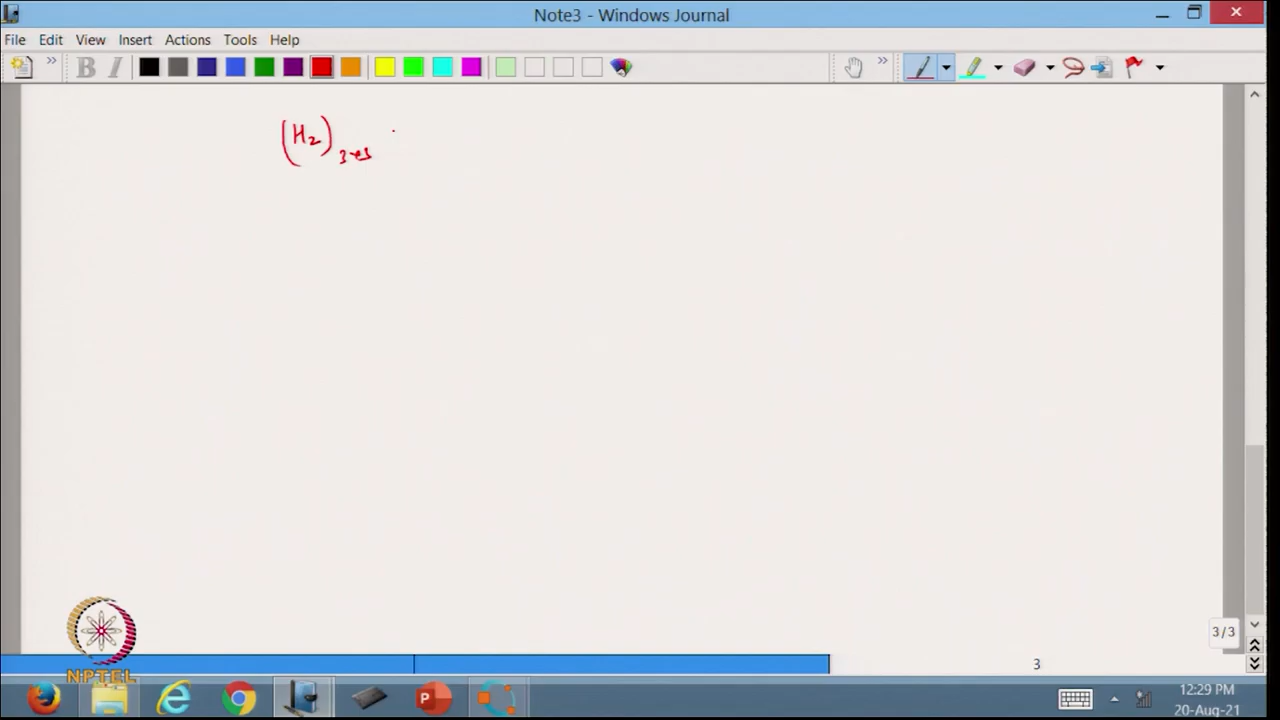 Note3 - Windows Journal
File Edit View Insert Actions Tools Help
B I
(H2)
3/3
3
NPTEL
12:29 PM
20-Aug-21